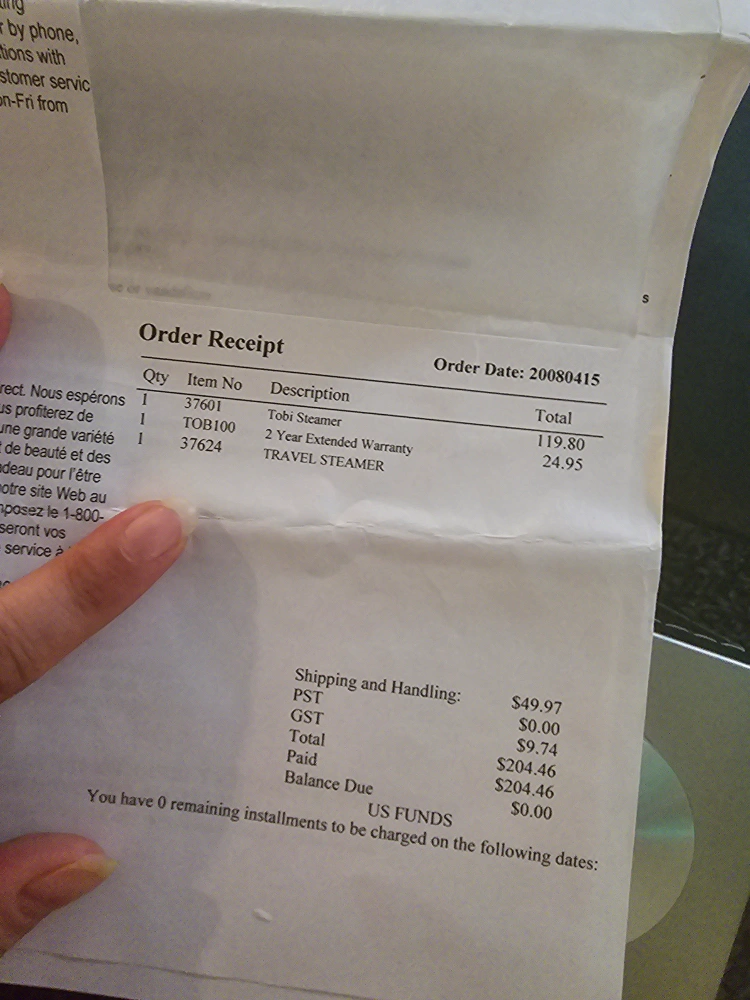 r by phone,
tions with
stomer servic
on-Fri from
s
Order Receipt
Order Date: 20080415
Qty Item No Description Total
1 37601 Tobi Steamer 119.80
1 TOB100 2 Year Extended Warranty 24.95
1 37624 TRAVEL STEAMER
rect. Nous espérons
us profiterez de
une grande variété
t de beauté et des
deau pour l'être
notre site Web au
mposez le 1-800-
seront vos
service à
Shipping and Handling: $49.97
PST $0.00
GST $9.74
Total $204.46
Paid $204.46
Balance Due $0.00
US FUNDS
You have 0 remaining installments to be charged on the following dates: